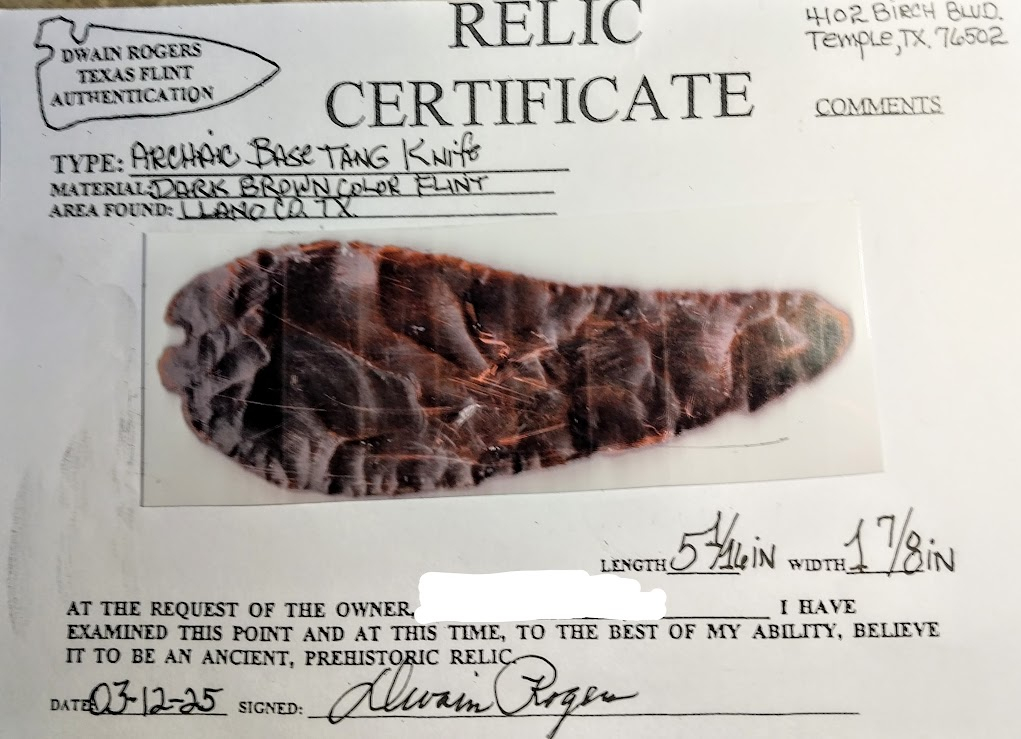 DWAIN ROGERS
TEXAS FLINT
AUTHENTICATION
RELIC
CERTIFICATE
4102 BIRCH BLVD.
Temple, TX. 76502
COMMENTS
TYPE: ARCHAIC BASE TANG KNIFE
MATERIAL: DARK BROWN COLOR FLINT
AREA FOUND: LLANO CO. TX.
LENGTH 5 1/16 IN WIDTH 1 7/8 IN
AT THE REQUEST OF THE OWNER, I HAVE
EXAMINED THIS POINT AND AT THIS TIME, TO THE BEST OF MY ABILITY, BELIEVE
IT TO BE AN ANCIENT, PREHISTORIC RELIC.
DATE: 03-12-25 SIGNED: Dwain Rogers